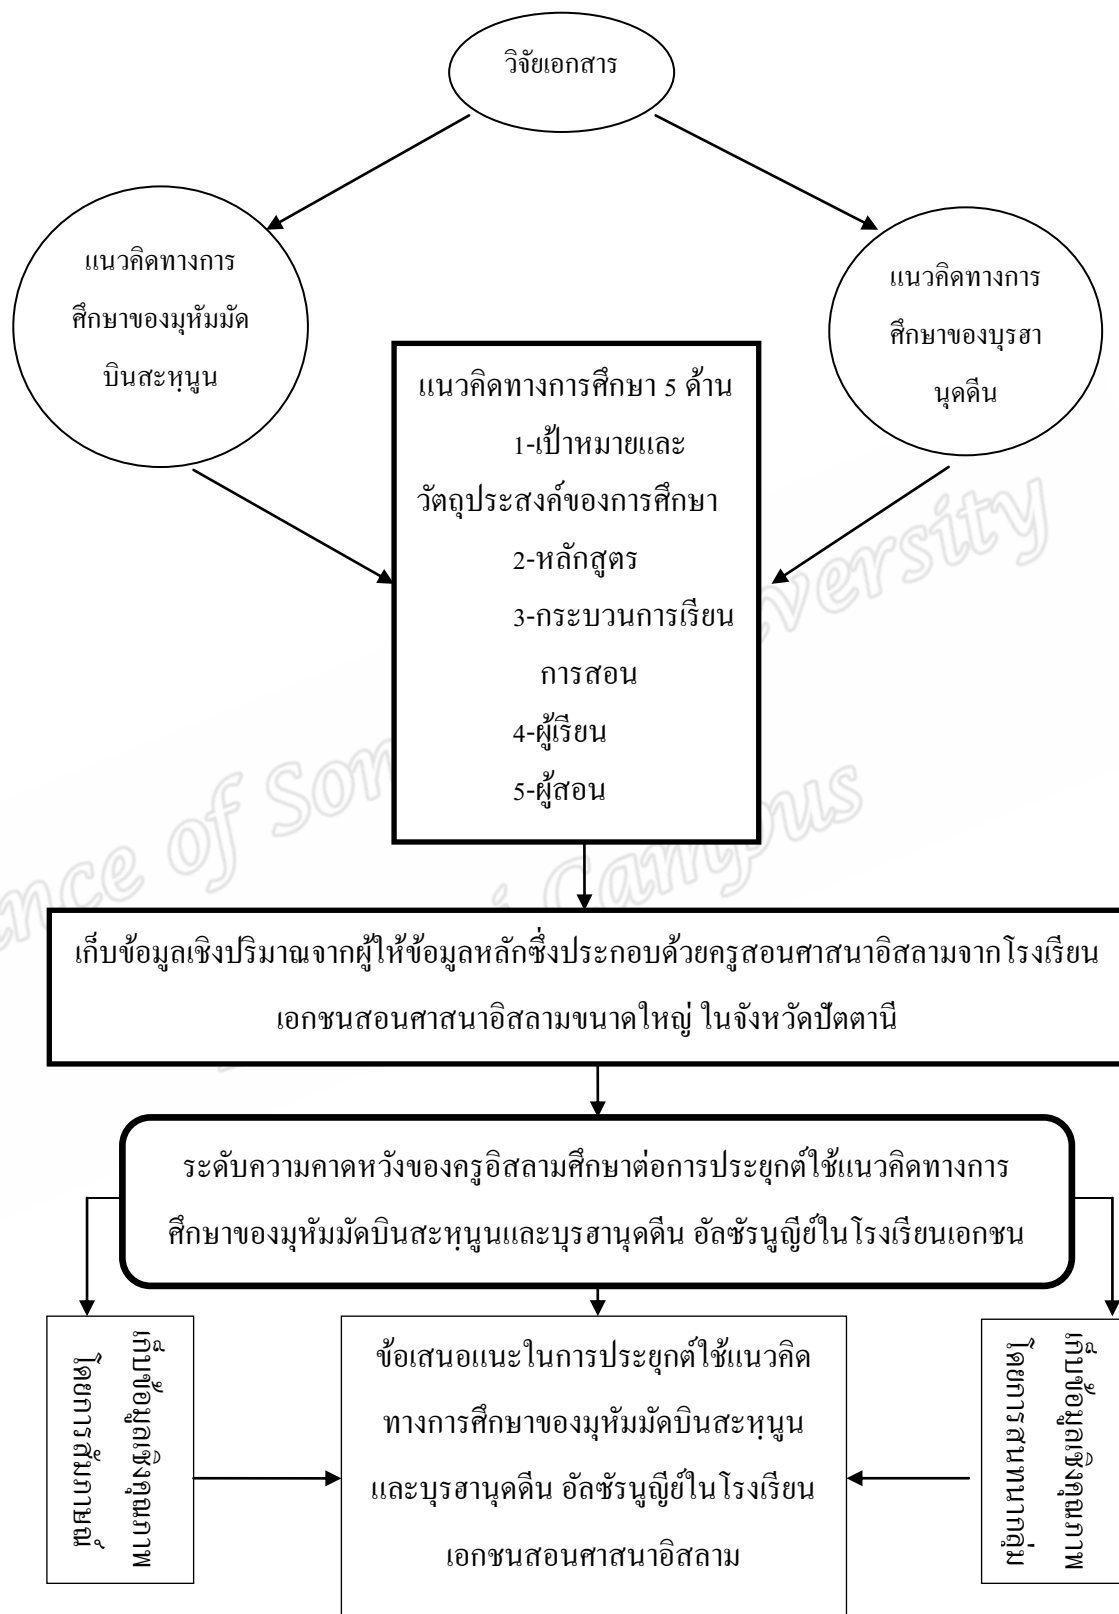 วิจัยเอกสาร
แนวคิดทางการ
ศึกษาของมุหัมมัด
บินสะหฺนูน
แนวคิดทางการ
ศึกษาของบุรฮา
นุดดีน
แนวคิดทางการศึกษา 5 ด้าน
1-เป้าหมายและ
วัตถุประสงค์ของการศึกษา
2-หลักสูตร
3-กระบวนการเรียน
การสอน
4-ผู้เรียน
5-ผู้สอน
เก็บข้อมูลเชิงปริมาณจากผู้ให้ข้อมูลหลักซึ่งประกอบด้วยครูสอนศาสนาอิสลามจากโรงเรียน
เอกชนสอนศาสนาอิสลามขนาดใหญ่ ในจังหวัดปัตตานี
ระดับความคาดหวังของครูอิสลามศึกษาต่อการประยุกต์ใช้แนวคิดทางการ
ศึกษาของมุหัมมัดบินสะหฺนูนและบุรฮานุดดีน อัลซัรนูญีย์ในโรงเรียนเอกชน
เก็บข้อมูลเชิงคุณภาพ
โดยการสัมภาษณ์
ข้อเสนอแนะในการประยุกต์ใช้แนวคิด
ทางการศึกษาของมุหัมมัดบินสะหฺนูน
และบุรฮานุดดีน อัลซัรนูญีย์ในโรงเรียน
เอกชนสอนศาสนาอิสลาม
เก็บข้อมูลเชิงคุณภาพ
โดยการสนทนากลุ่ม
of
Campus